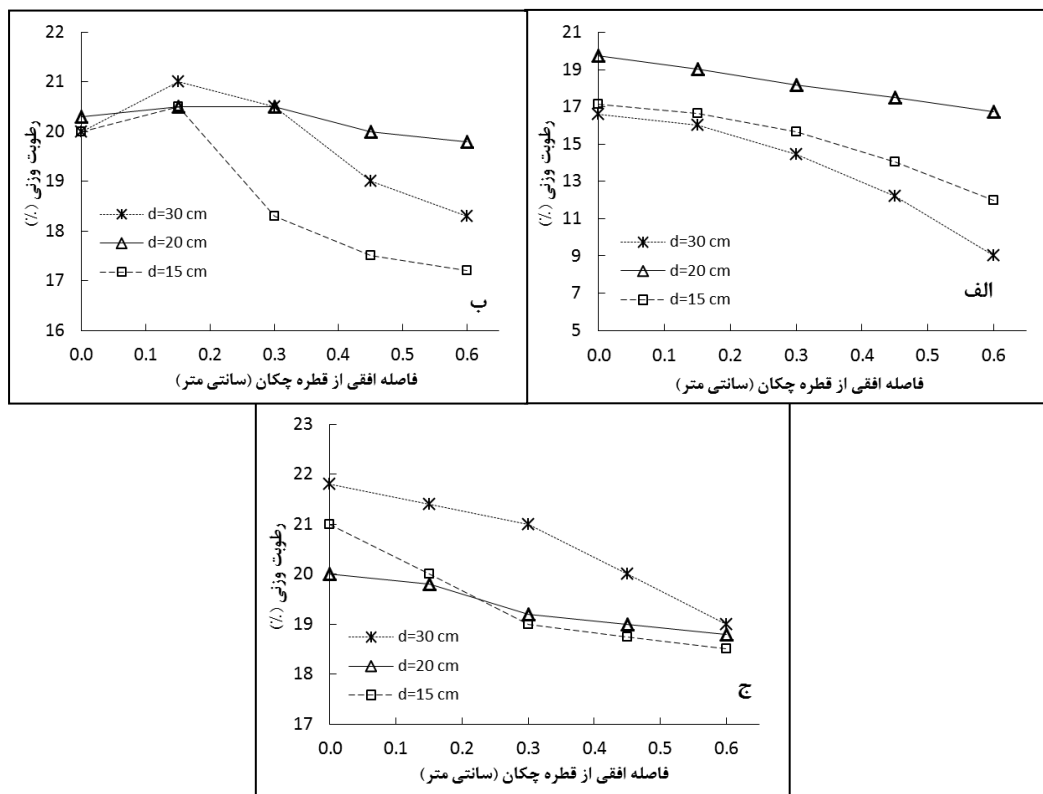 22
21
20
19
18
17
16
رطوبت وزنی (٪)
d=30 cm
d=20 cm
d=15 cm
ب
0.0 0.1 0.2 0.3 0.4 0.5 0.6
فاصله افقی از قطره چکان (سانتی متر)
21
19
17
15
13
11
9
7
5
رطوبت وزنی (٪)
d=30 cm
d=20 cm
d=15 cm
الف
0.0 0.1 0.2 0.3 0.4 0.5 0.6
فاصله افقی از قطره چکان (سانتی متر)
23
22
21
20
19
18
17
رطوبت وزنی (٪)
d=30 cm
d=20 cm
d=15 cm
ج
0.0 0.1 0.2 0.3 0.4 0.5 0.6
فاصله افقی از قطره چکان (سانتی متر)